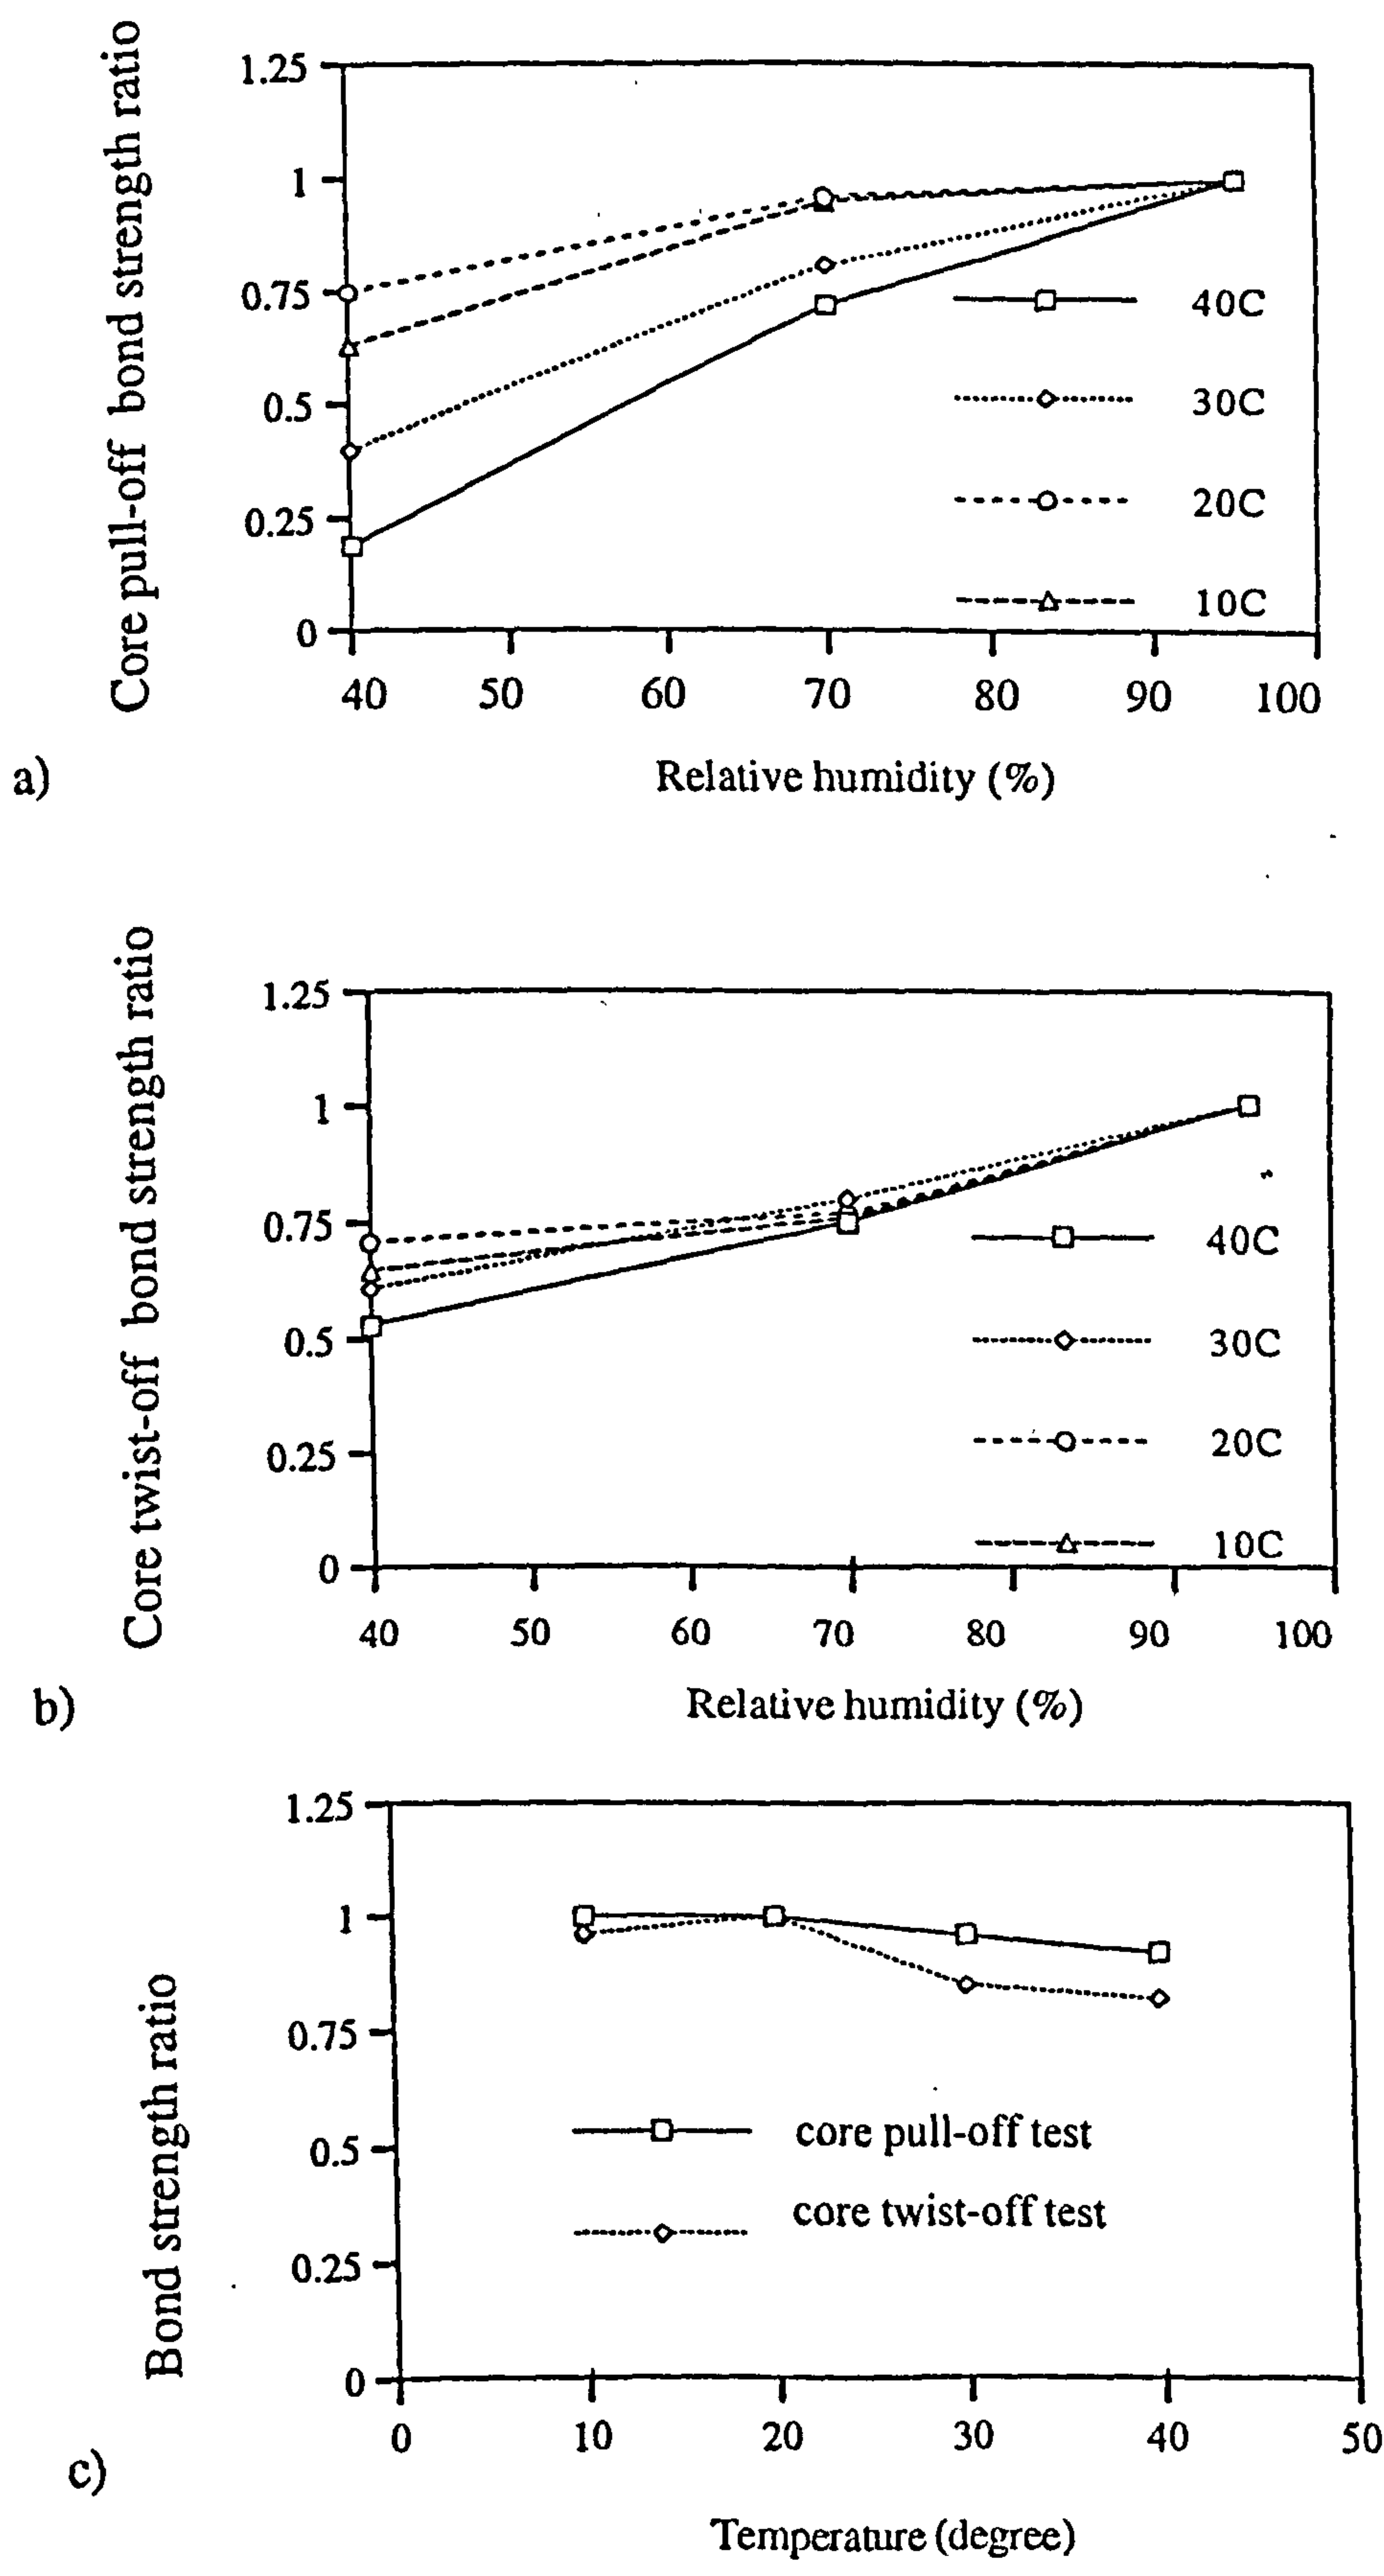 Core pull-off bond strength ratio
1.25
1
0.75
0.5
0.25
0
40C
30C
20C
10C
40 50 60 70 80 90 100
Relative humidity (%)
a)
Core twist-off bond strength ratio
1.25
1
0.75
0.5
0.25
0
40C
30C
20C
10C
40 50 60 70 80 90 100
Relative humidity (%)
b)
Bond strength ratio
1.25
1
0.75
0.5
0.25
0
core pull-off test
core twist-off test
0 10 20 30 40 50
c)
Temperature (degree)